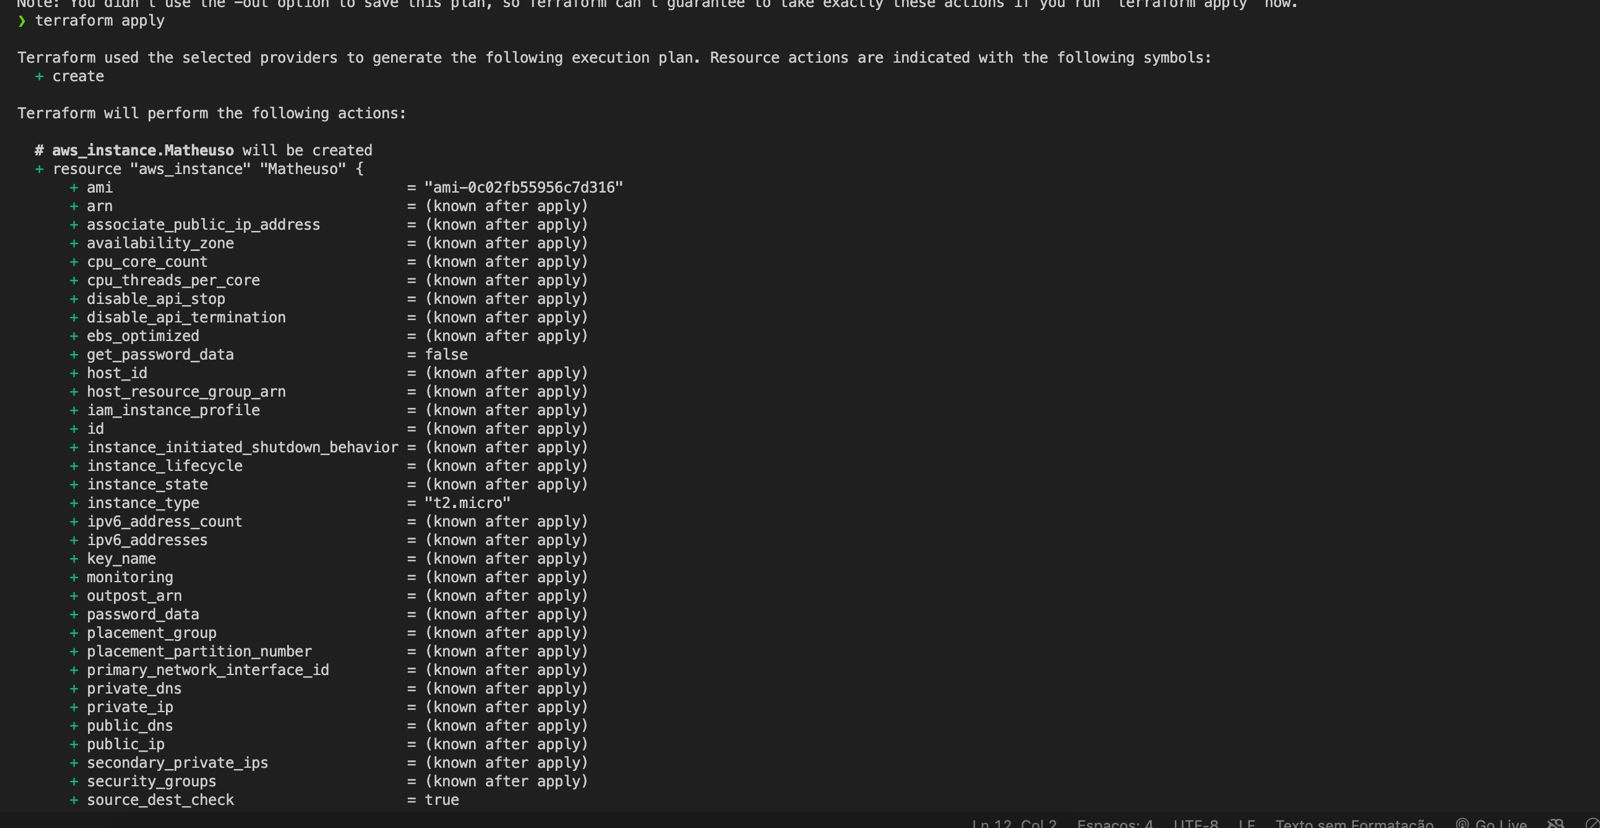 Note: You didn't use the -out option to save this plan, so Terraform can't guarantee to take exactly these actions if you run "terraform apply" now.
❯ terraform apply
Terraform used the selected providers to generate the following execution plan. Resource actions are indicated with the following symbols:
+ create
Terraform will perform the following actions:
# aws_instance.Matheuso will be created
+ resource "aws_instance" "Matheuso" {
+ ami = "ami-0c02fb55956c7d316"
+ arn = (known after apply)
+ associate_public_ip_address = (known after apply)
+ availability_zone = (known after apply)
+ cpu_core_count = (known after apply)
+ cpu_threads_per_core = (known after apply)
+ disable_api_stop = (known after apply)
+ disable_api_termination = (known after apply)
+ ebs_optimized = (known after apply)
+ get_password_data = false
+ host_id = (known after apply)
+ host_resource_group_arn = (known after apply)
+ iam_instance_profile = (known after apply)
+ id = (known after apply)
+ instance_initiated_shutdown_behavior = (known after apply)
+ instance_lifecycle = (known after apply)
+ instance_state = (known after apply)
+ instance_type = "t2.micro"
+ ipv6_address_count = (known after apply)
+ ipv6_addresses = (known after apply)
+ key_name = (known after apply)
+ monitoring = (known after apply)
+ outpost_arn = (known after apply)
+ password_data = (known after apply)
+ placement_group = (known after apply)
+ placement_partition_number = (known after apply)
+ primary_network_interface_id = (known after apply)
+ private_dns = (known after apply)
+ private_ip = (known after apply)
+ public_dns = (known after apply)
+ public_ip = (known after apply)
+ secondary_private_ips = (known after apply)
+ security_groups = (known after apply)
+ source_dest_check = true
Ln 12, Col 2 Espaços: 4 UTF-8 LF Texto sem Formatação Go Live